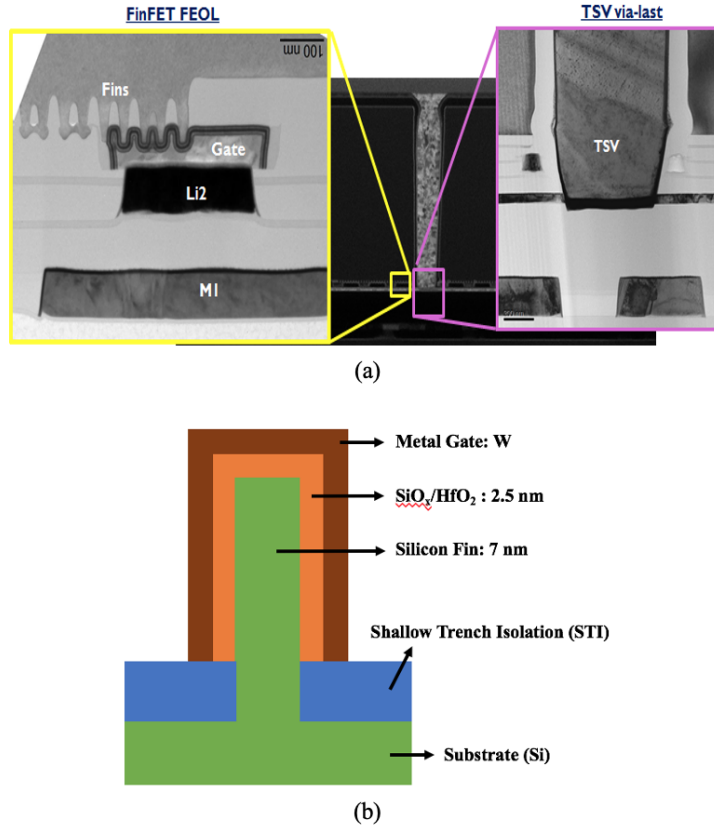 FinFET FEOL
TSV via-last
100 nm
Fins
Gate
Li2
M1
TSV
(a)
Metal Gate: W
SiOx/HfO2 : 2.5 nm
Silicon Fin: 7 nm
Shallow Trench Isolation (STI)
Substrate (Si)
(b)